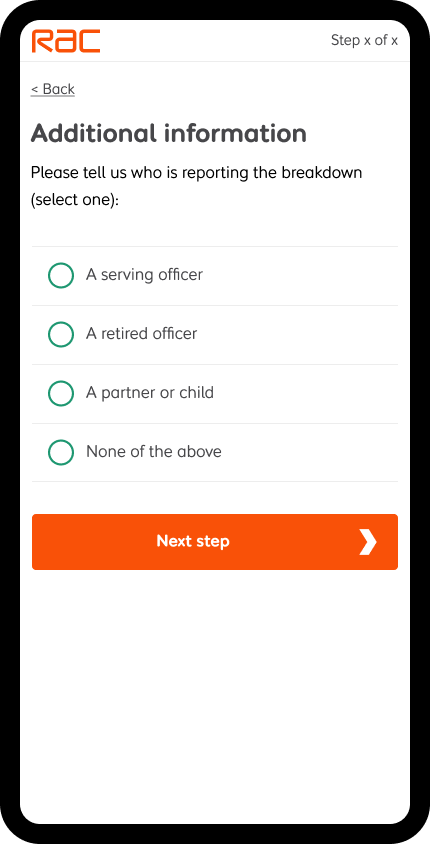 RAC
Step x of x
< Back
Additional information
Please tell us who is reporting the breakdown
(select one):
A serving officer
A retired officer
A partner or child
None of the above
Next step